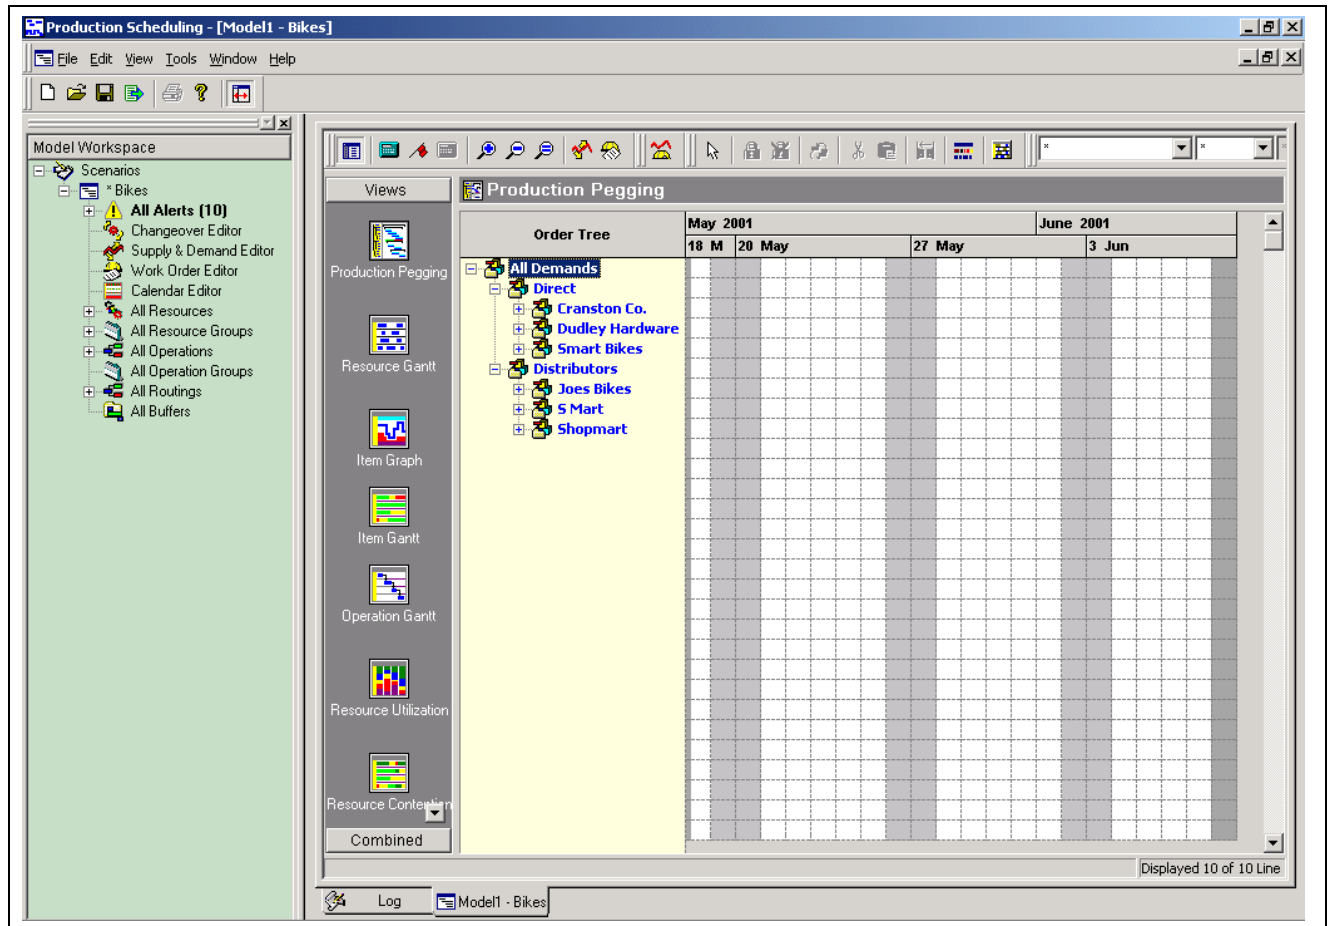 Production Scheduling - [Model1 - Bikes]
File Edit View Tools Window Help
Model Workspace
Scenarios
* Bikes
All Alerts (10)
Changeover Editor
Supply & Demand Editor
Work Order Editor
Calendar Editor
All Resources
All Resource Groups
All Operations
All Operation Groups
All Routings
All Buffers
* *
Views
Production Pegging
Resource Gantt
Item Graph
Item Gantt
Operation Gantt
Resource Utilization
Resource Contention
Combined
Production Pegging
Order Tree
May 2001 June 2001
18 M 20 May 27 May 3 Jun
All Demands
Direct
Cranston Co.
Dudley Hardware
Smart Bikes
Distributors
Joes Bikes
S Mart
Shopmart
Displayed 10 of 10 Line
Log Model1 - Bikes